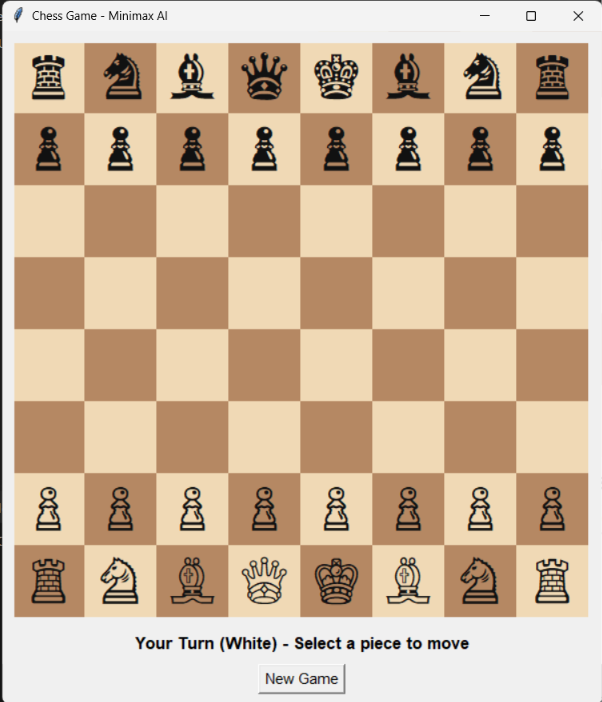 Chess Game - Minimax AI
Your Turn (White) - Select a piece to move
New Game